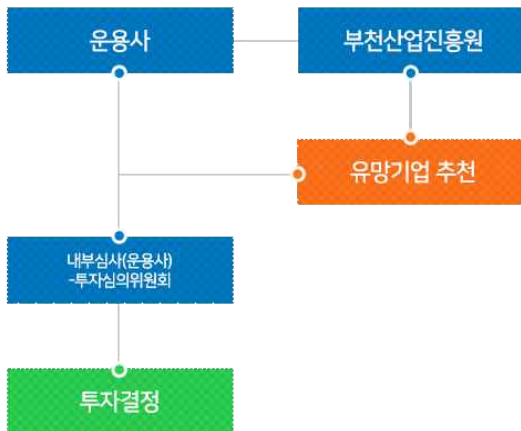 운용사
부천산업진흥원
유망기업 추천
내부심사(운용사)
-투자심의위원회
투자결정